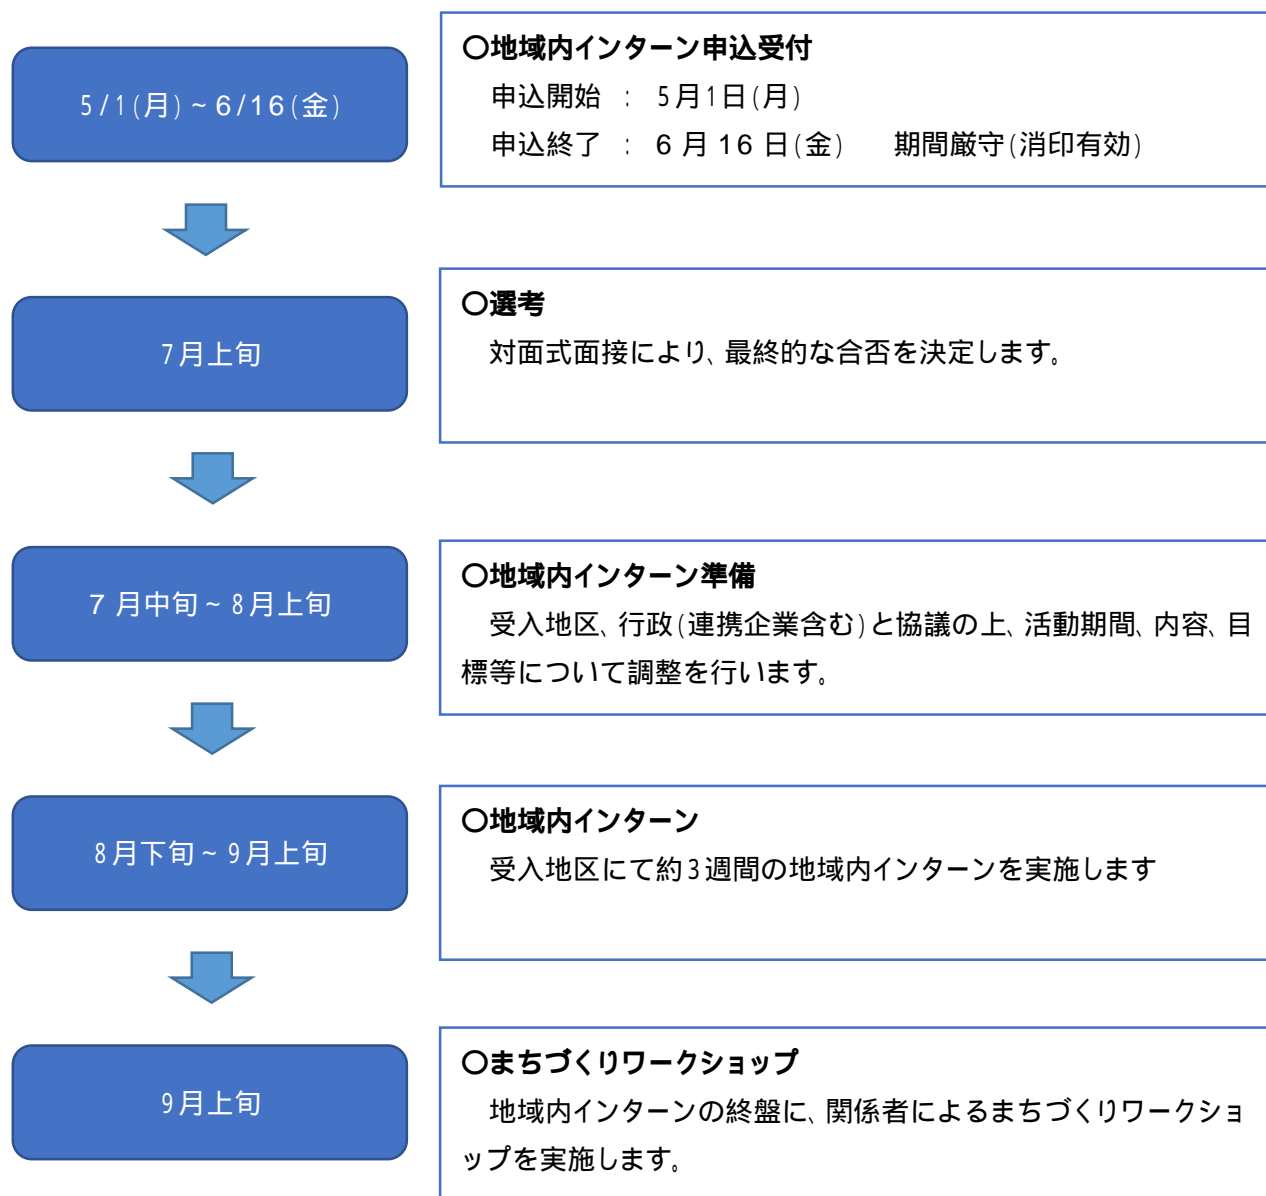 5/1(月)~6/16(金)
〇地域内インターン申込受付
申込開始 : 5月1日(月)
申込終了 : 6月16日(金) 期間厳守(消印有効)
7月上旬
〇選考
対面式面接により、最終的な合否を決定します。
7月中旬~8月上旬
〇地域内インターン準備
受入地区、行政(連携企業含む)と協議の上、活動期間、内容、目
標等について調整を行います。
8月下旬~9月上旬
〇地域内インターン
受入地区にて約3週間の地域内インターンを実施します
9月上旬
〇まちづくりワークショップ
地域内インターンの終盤に、関係者によるまちづくりワークショ
ップを実施します。